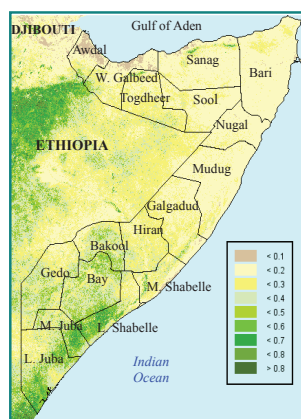 Gulf of Aden
DJIBOUTI
Awdal
Sanag
Bari
W. Galbeed
Togdheer
Sool
Nugal
ETHIOPIA
Mudug
Galgadud
Hiran
Bakool
Gedo
Bay
M. Shabelle
M. Juba
L. Shabelle
L. Juba
Indian
Ocean
< 0.1
< 0.2
< 0.3
< 0.4
< 0.5
< 0.6
< 0.7
< 0.8
> 0.8